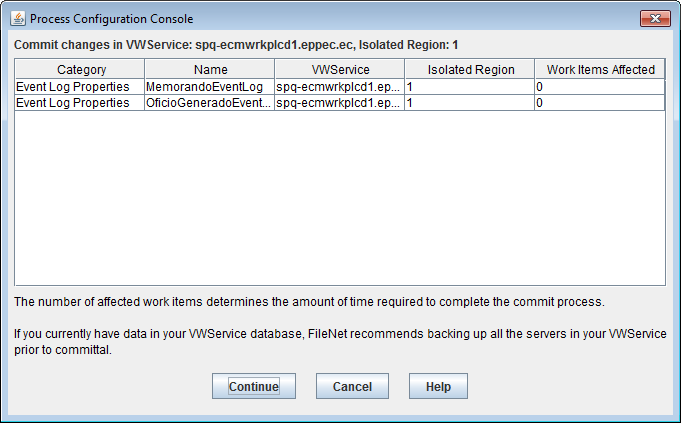 Process Configuration Console
Commit changes in VWService: spq-ecmwrkplcd1.eppec.ec, Isolated Region: 1
Category Name VWService Isolated Region Work Items Affected
Event Log Properties MemorandoEventLog spq-ecmwrkplcd1.ep... 1 0
Event Log Properties OficioGeneradoEvent... spq-ecmwrkplcd1.ep... 1 0
The number of affected work items determines the amount of time required to complete the commit process.
If you currently have data in your VWService database, FileNet recommends backing up all the servers in your VWService
prior to committal.
Continue Cancel Help